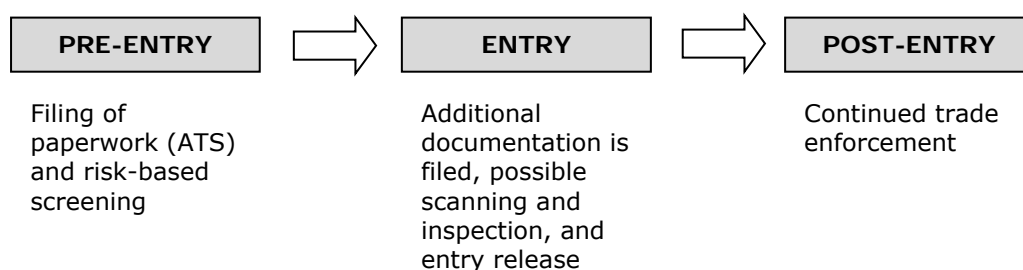 PRE-ENTRY
ENTRY
POST-ENTRY
Filing of
paperwork (ATS)
and risk-based
screening
Additional
documentation is
filed, possible
scanning and
inspection, and
entry release
Continued trade
enforcement